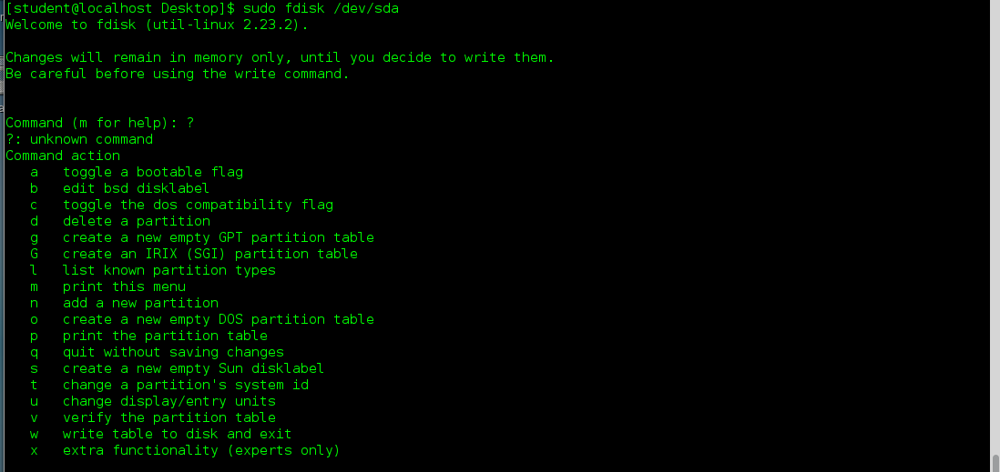 [student@localhost Desktop]$ sudo fdisk /dev/sda
Welcome to fdisk (util-linux 2.23.2).
Changes will remain in memory only, until you decide to write them.
Be careful before using the write command.
Command (m for help): ?
?: unknown command
Command action
a   toggle a bootable flag
b   edit bsd disklabel
c   toggle the dos compatibility flag
d   delete a partition
g   create a new empty GPT partition table
G   create an IRIX (SGI) partition table
l   list known partition types
m   print this menu
n   add a new partition
o   create a new empty DOS partition table
p   print the partition table
q   quit without saving changes
s   create a new empty Sun disklabel
t   change a partition's system id
u   change display/entry units
v   verify the partition table
w   write table to disk and exit
x   extra functionality (experts only)